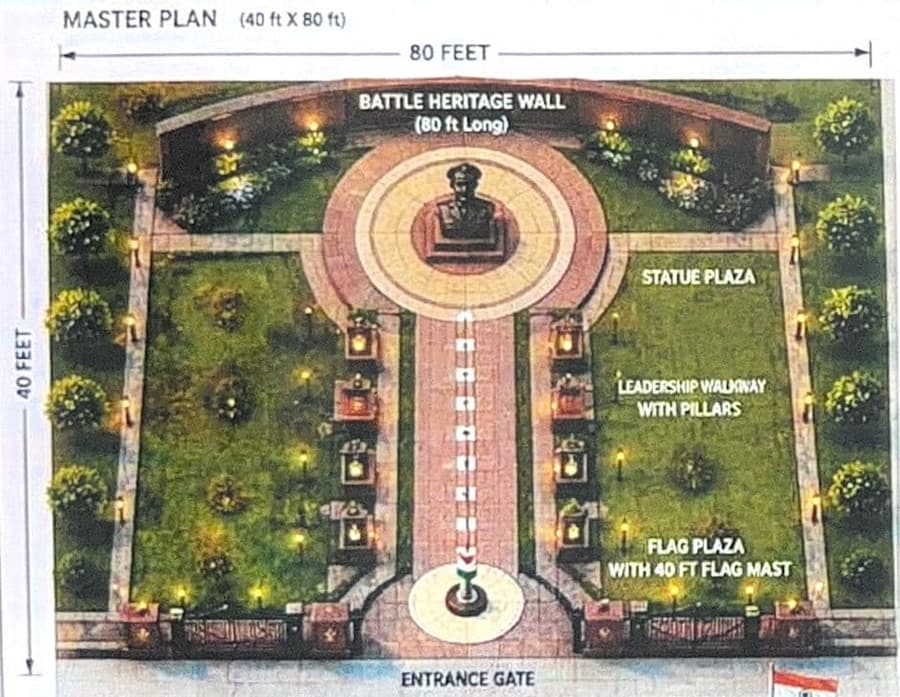 MASTER PLAN (40 ft X 80 ft)
80 FEET
BATTLE HERITAGE WALL
(80 ft Long)
STATUE PLAZA
40 FEET
LEADERSHIP WALKWAY
WITH PILLARS
FLAG PLAZA
WITH 40 FT FLAG MAST
ENTRANCE GATE